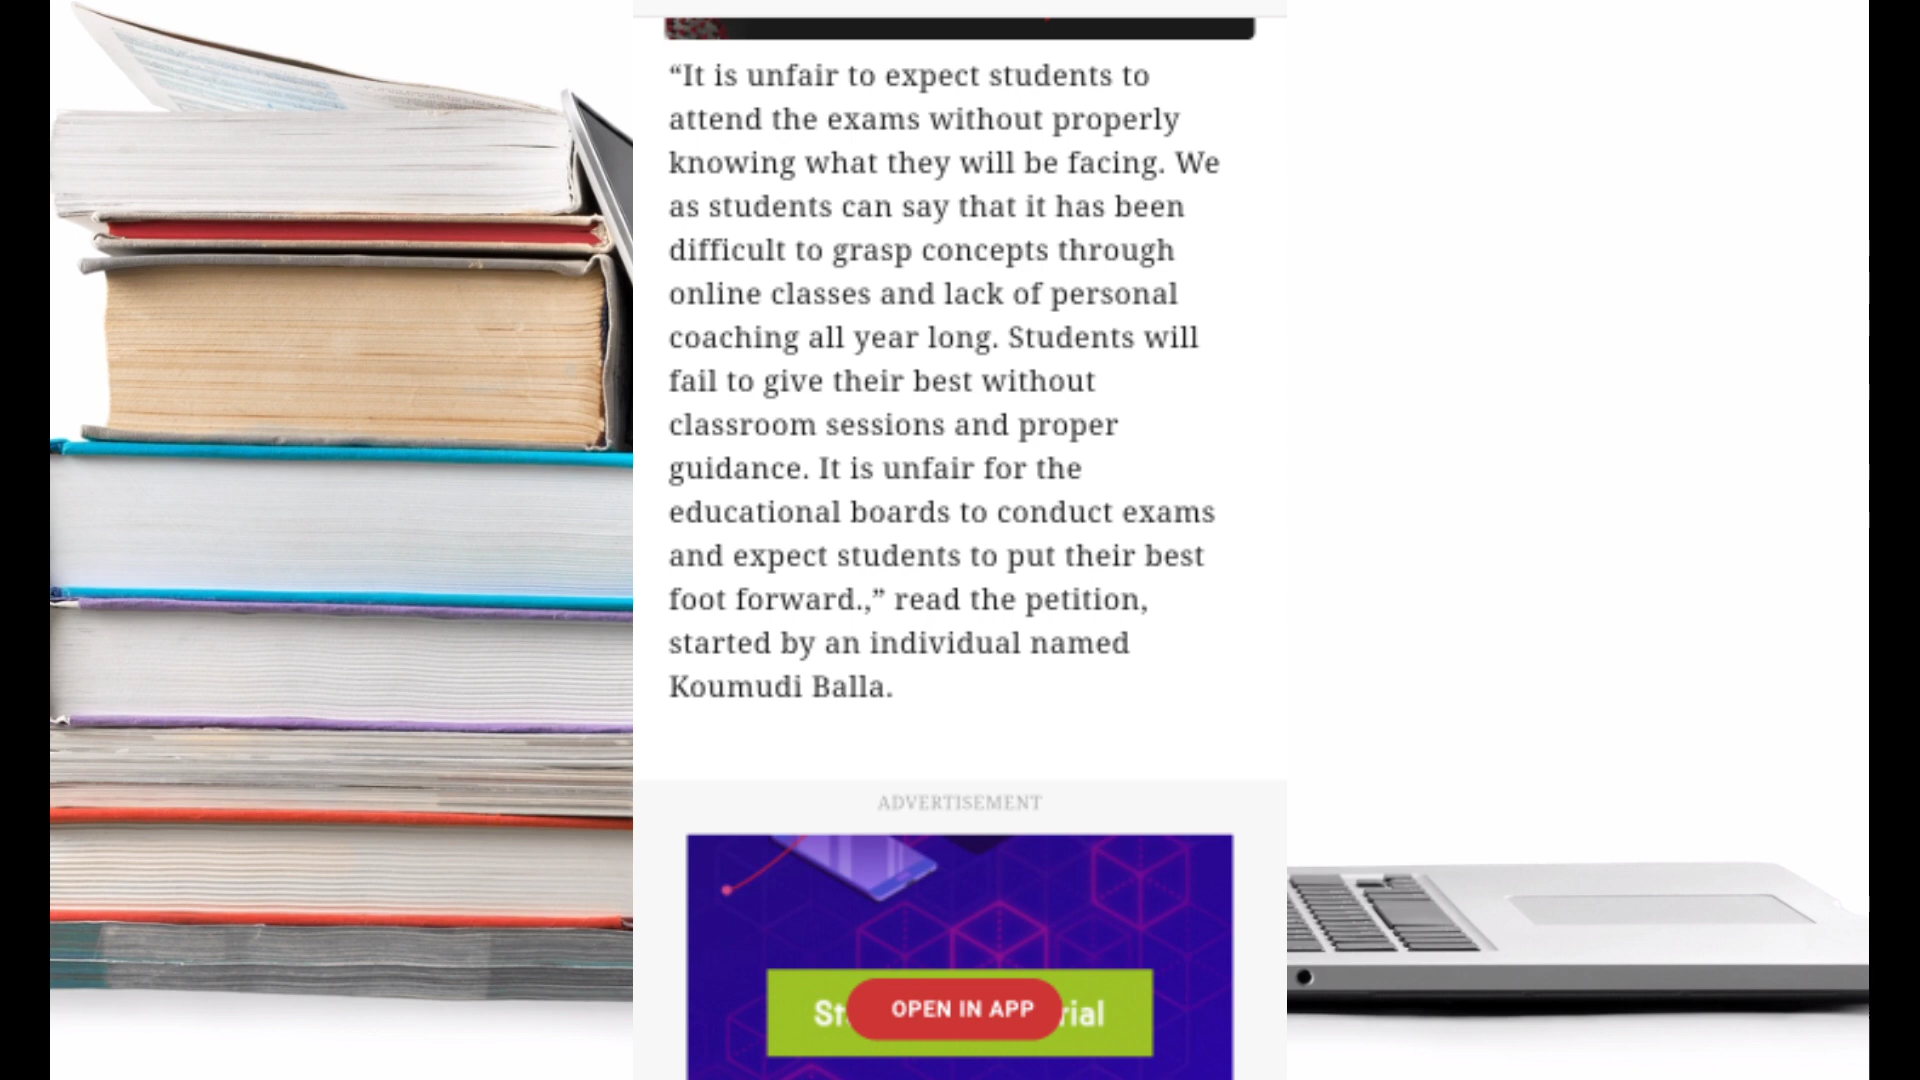 “It is unfair to expect students to
attend the exams without properly
knowing what they will be facing. We
as students can say that it has been
difficult to grasp concepts through
online classes and lack of personal
coaching all year long. Students will
fail to give their best without
classroom sessions and proper
guidance. It is unfair for the
educational boards to conduct exams
and expect students to put their best
foot forward.,” read the petition,
started by an individual named
Koumudi Balla.
ADVERTISEMENT
OPEN IN APP